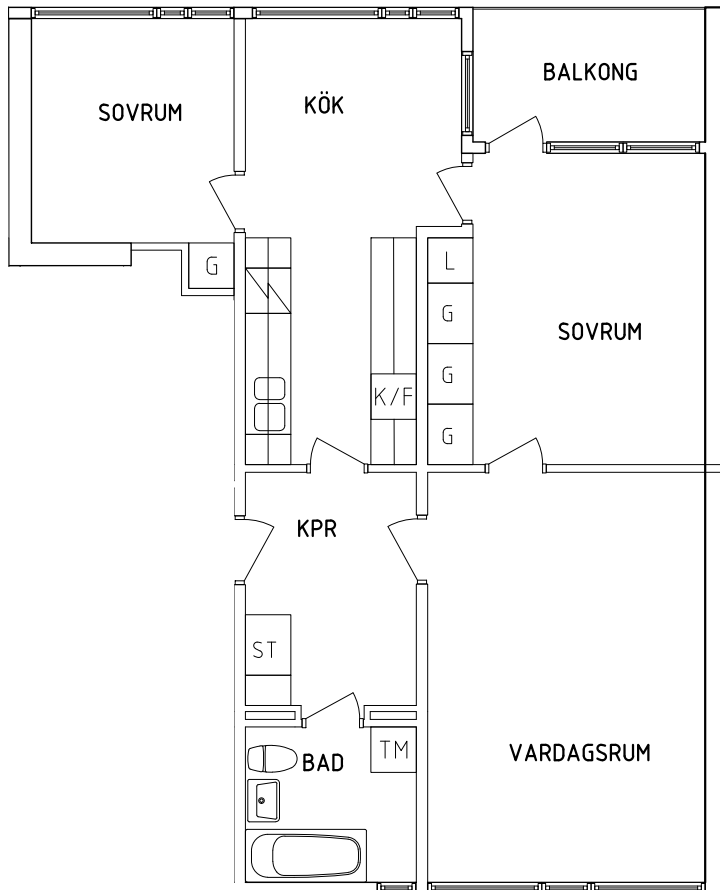 BALKONG
SOVRUM
KÖK
G
L
G
SOVRUM
G
K/F
G
KPR
ST
TM
BAD
VARDAGSRUM